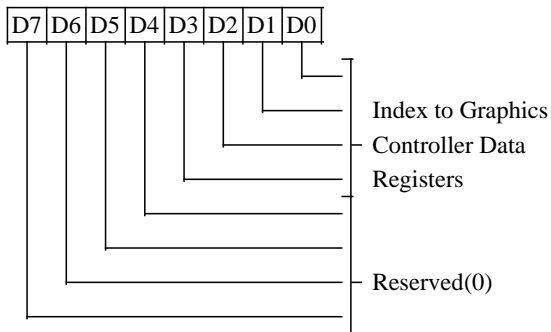 D7 D6 D5 D4 D3 D2 D1 D0
Index to Graphics
Controller Data
Registers
Reserved(0)